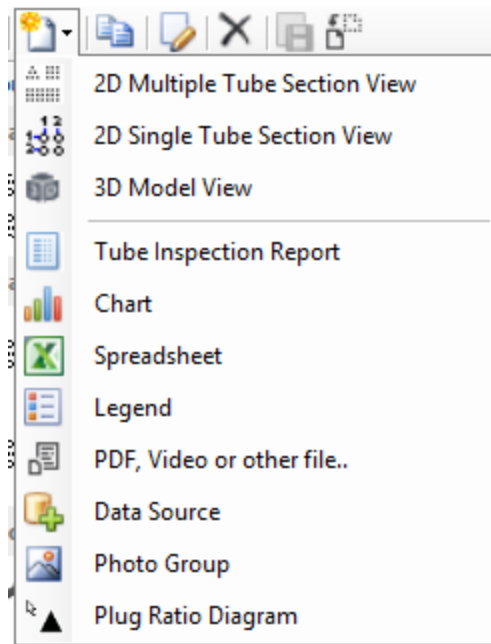 2D Multiple Tube Section View
2D Single Tube Section View
3D Model View
Tube Inspection Report
Chart
Spreadsheet
Legend
PDF, Video or other file..
Data Source
Photo Group
Plug Ratio Diagram